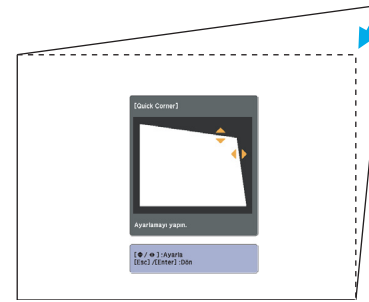 [Quick Corner]
Ayarlamayı yapın.
[◆/◆]:Ayarla
[Esc]/[Enter]:Dön